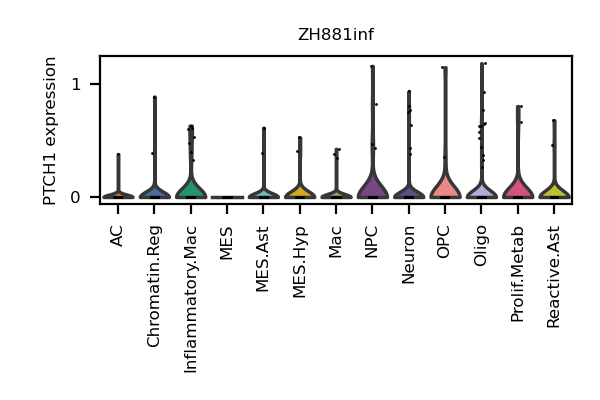 ZH881inf
PTCH1 expression
1
0
AC
Chromatin.Reg
Inflammatory.Mac
MES
MES.Ast
MES.Hyp
Mac
NPC
Neuron
OPC
Oligo
Prolif.Metab
Reactive.Ast